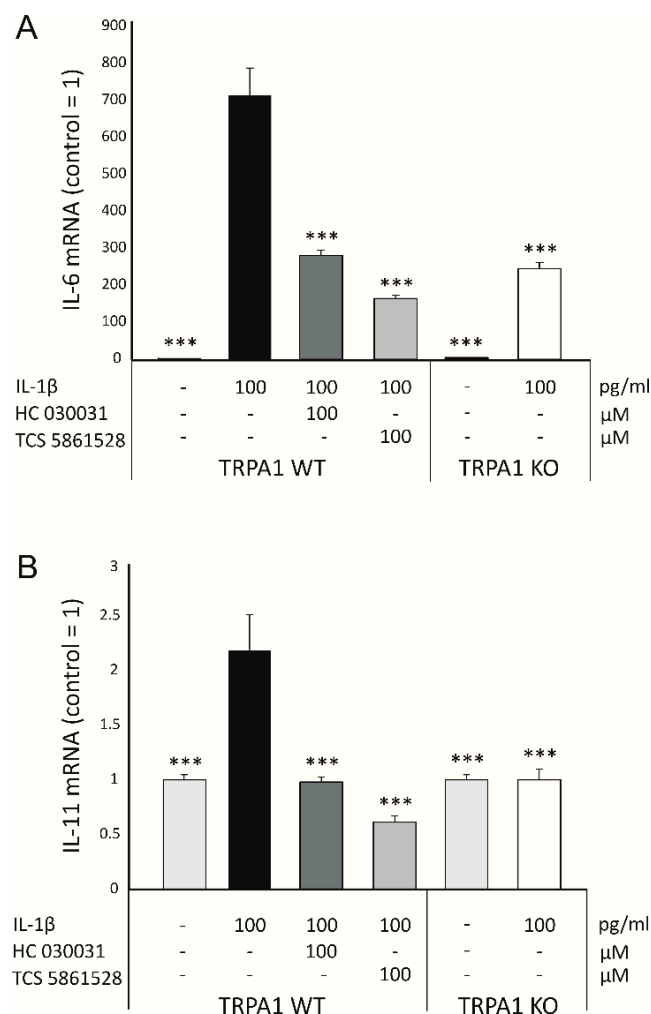 A
IL-6 mRNA (control = 1)
900
800
700
600
500
400
300
200
100
0
*** *** *** *** ***
IL-1β - 100 100 100 - 100 pg/ml
HC 030031 - - 100 - - - μM
TCS 5861528 - - - 100 - - μM
TRPA1 WT TRPA1 KO
B
IL-11 mRNA (control = 1)
3
2.5
2
1.5
1
0.5
0
*** *** *** *** ***
IL-1β - 100 100 100 - 100 pg/ml
HC 030031 - - 100 - - - μM
TCS 5861528 - - - 100 - - μM
TRPA1 WT TRPA1 KO